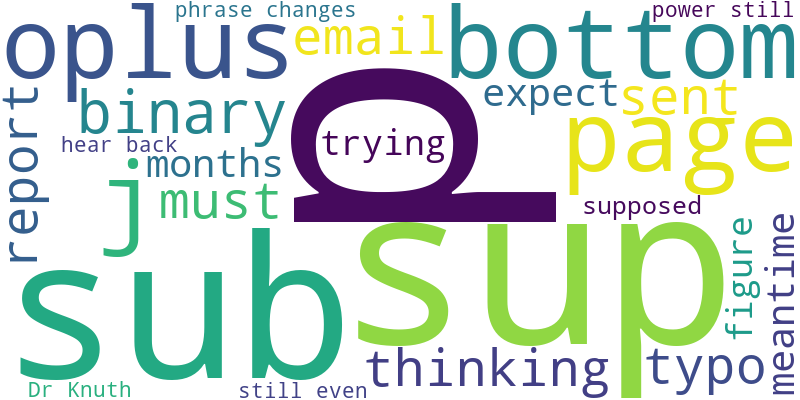 phrase changes
power still
oplus
email
bottom
binary
expect
sent
page
report
hear back
months
trying
p
j
must
supposed
sub
sup
figure
meantime
thinking
typo
Dr Knuth
still even